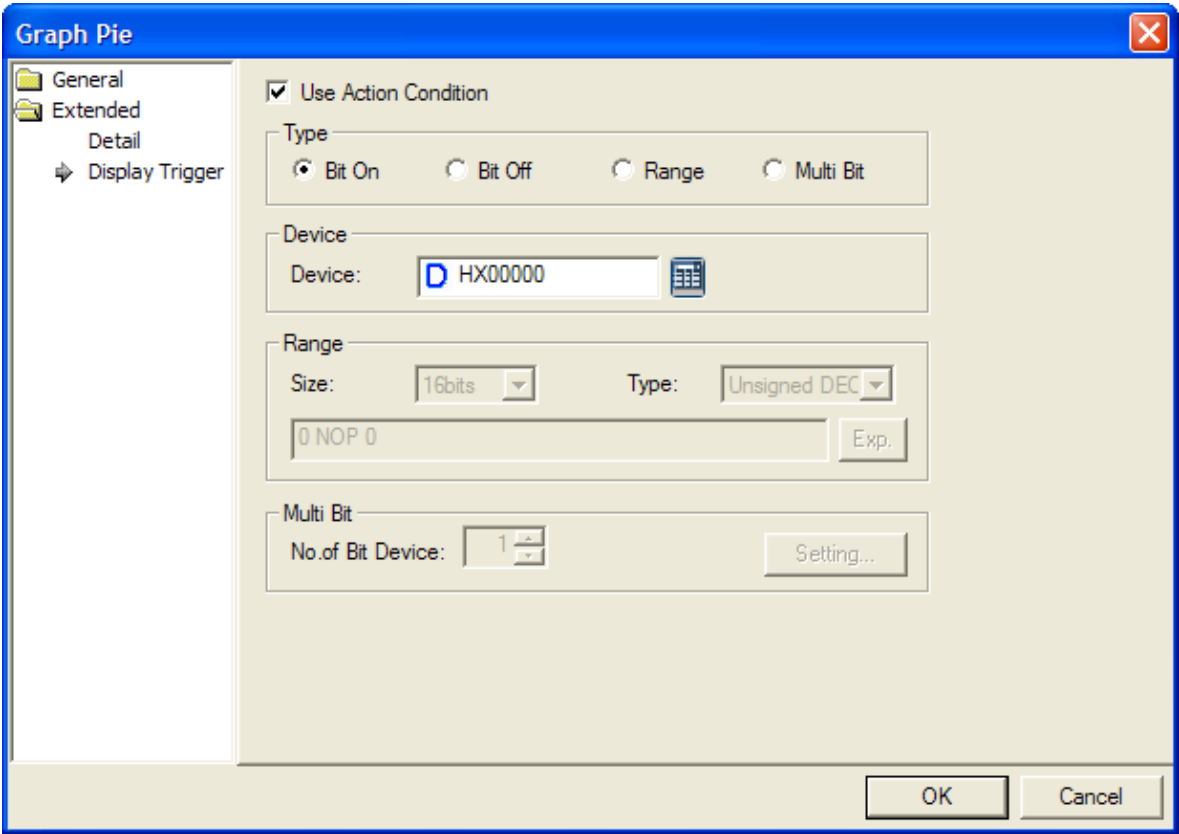 Graph Pie
General
Extended
Detail
Display Trigger
Use Action Condition
Type
Bit On Bit Off Range Multi Bit
Device
Device: D HX00000
Range
Size: 16bits Type: Unsigned DEC
0 NOP 0 Exp.
Multi Bit
No.of Bit Device: 1 Setting...
OK Cancel